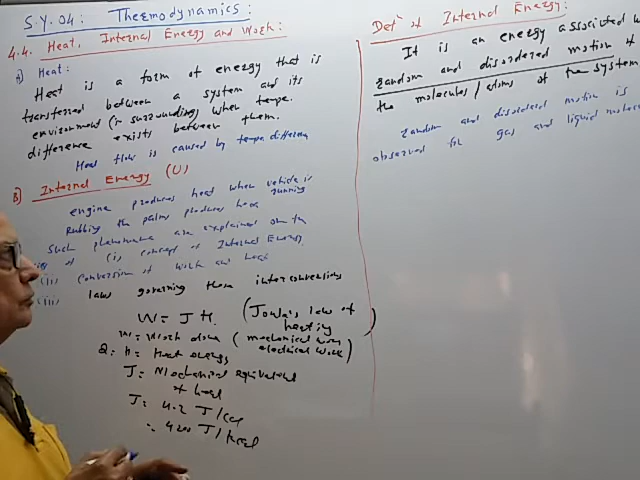 S.Y. 04: Thermodynamics:
4.4. Heat, Internal Energy and Work:
A) Heat:
Heat is a form of energy that is
transferred between a system and its
environment (or surrounding) when tempe.
difference exists between them.
Heat flow is caused by tempe difference
B) Internal Energy (U)
engine produces heat when vehicle is running
Rubbing the palms produces heat
Such phenomena are explained on the
of (i) concept of Internal Energy
(ii) conversion of work and heat
(iii) laws governing these interconversions
W = J H. (Joule's law of heating
W = Work done (mechanical work
electrical work)
Q = H = Heat energy
J = Mechanical equivalent
of heat
J = 4.2 J/cal
= 4200 J/kcal
Defⁿ of Internal Energy:
It is an energy associated w
random and disordered motion of
the molecules/atoms of the system
random and disordered motion is
observed for gas and liquid